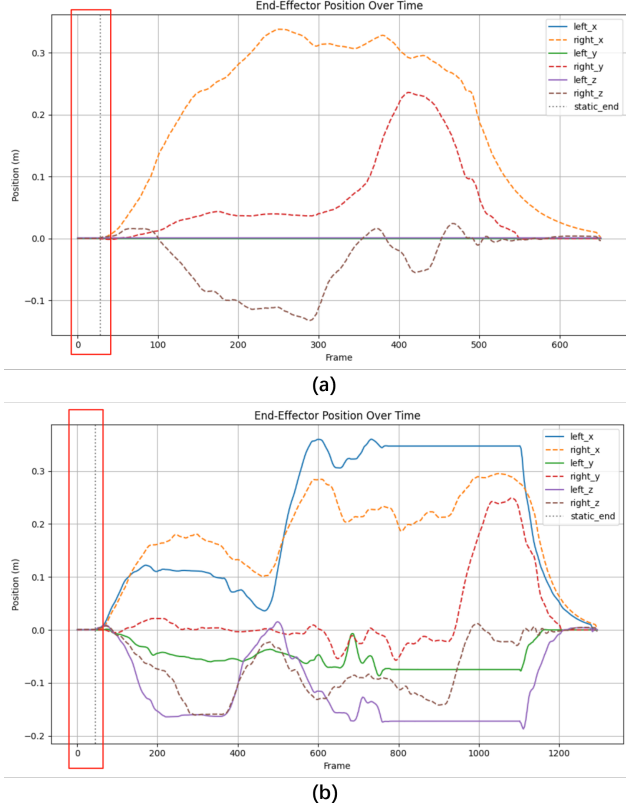 End-Effector Position Over Time
0.3
0.2
0.1
0.0
−0.1
Position (m)
left_x
right_x
left_y
right_y
left_z
right_z
static_end
0 100 200 300 400 500 600
Frame
(a)
End-Effector Position Over Time
0.3
0.2
0.1
0.0
−0.1
−0.2
Position (m)
left_x
right_x
left_y
right_y
left_z
right_z
static_end
0 200 400 600 800 1000 1200
Frame
(b)